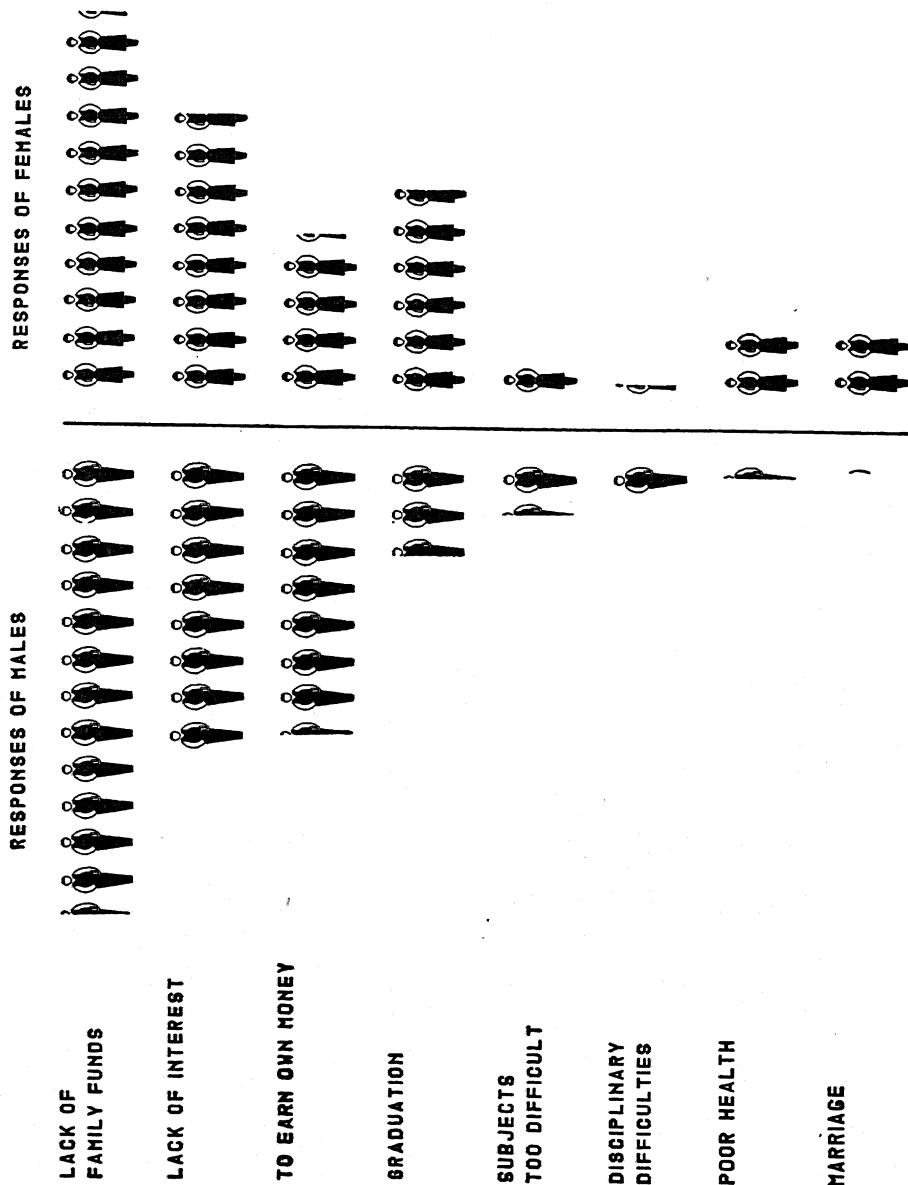 RESPONSES OF MALES
RESPONSES OF FEMALES
LACK OF
FAMILY FUNDS
LACK OF INTEREST
TO EARN OWN MONEY
GRADUATION
SUBJECTS
TOO DIFFICULT
DISCIPLINARY
DIFFICULTIES
POOR HEALTH
MARRIAGE